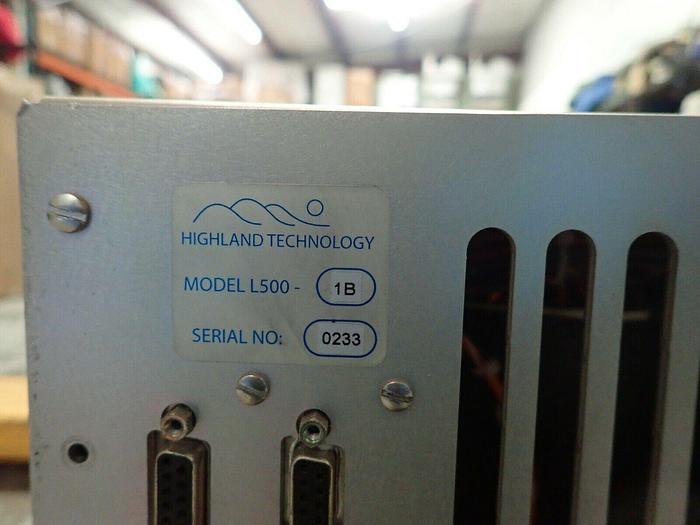 HIGHLAND TECHNOLOGY
MODEL L500 - 1B
SERIAL NO: 0233